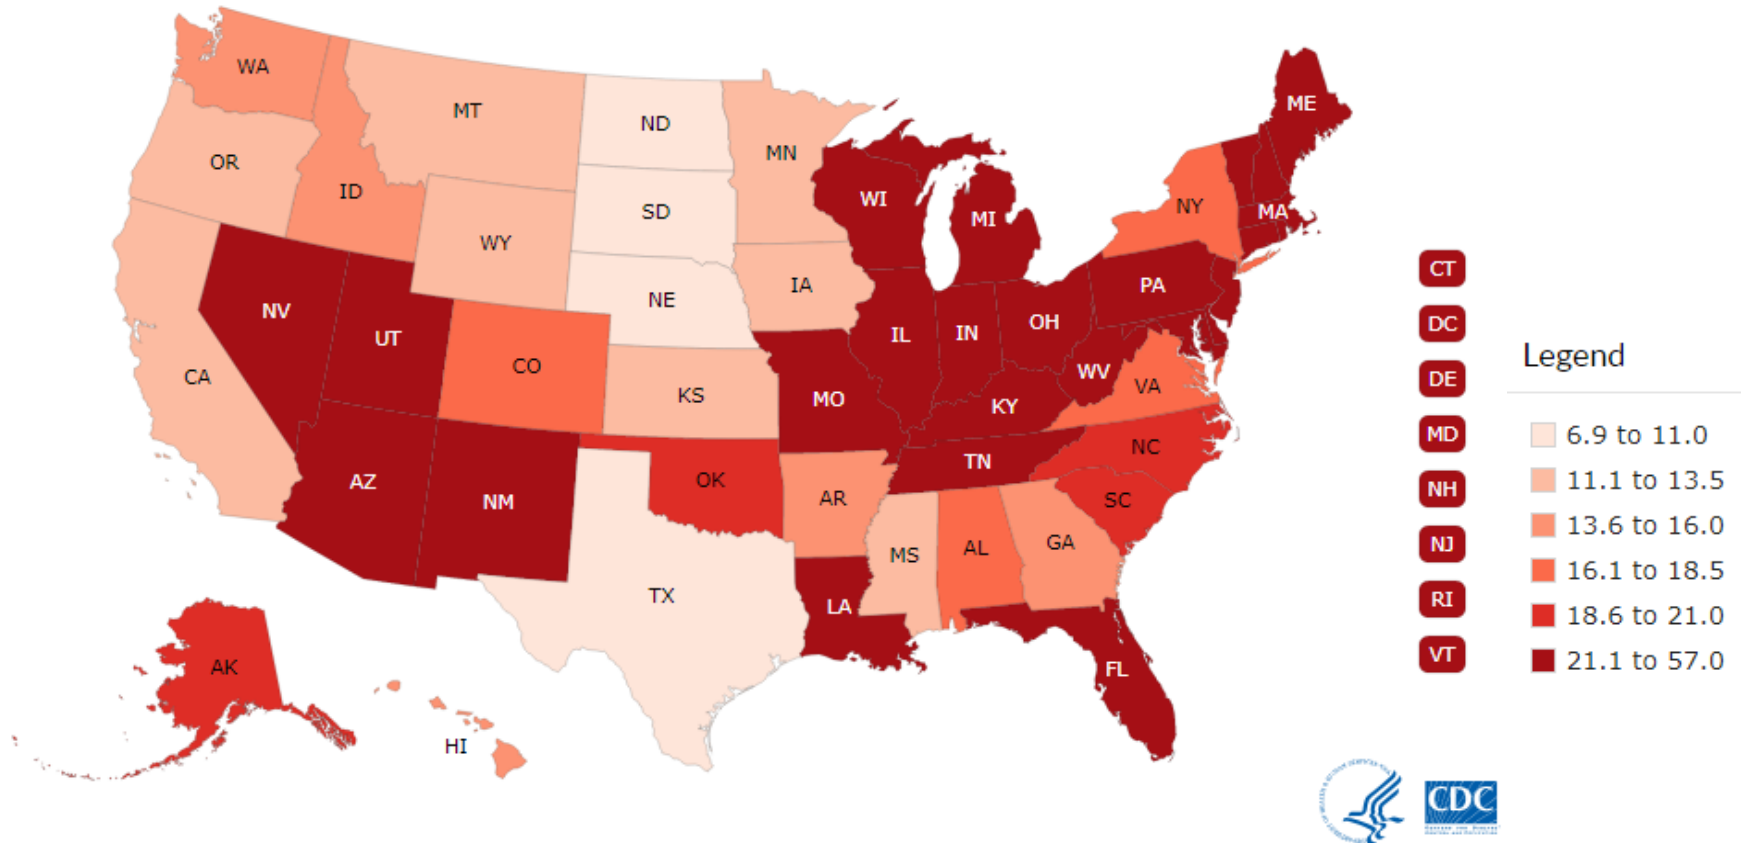 WA
MT
ND
MN
ME
OR
ID
SD
WI
MI
NY
MA
WY
NE
IA
PA
NV
UT
CO
KS
IL
IN
OH
WV
VA
CA
MO
KY
NC
AZ
NM
OK
AR
TN
SC
MS
AL
GA
TX
LA
FL
AK
HI
CT
DC
DE
MD
NH
NJ
RI
VT
Legend
6.9 to 11.0
11.1 to 13.5
13.6 to 16.0
16.1 to 18.5
18.6 to 21.0
21.1 to 57.0
CDC